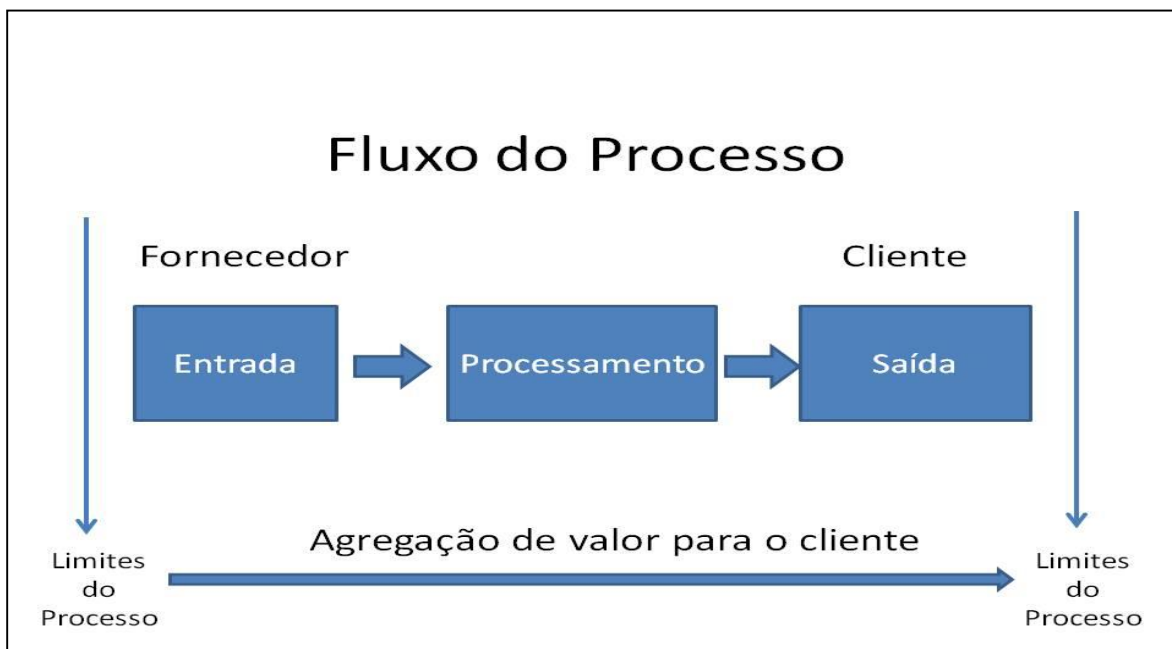 Fluxo do Processo
Fornecedor
Cliente
Entrada
Processamento
Saída
Agregação de valor para o cliente
Limites
do
Processo
Limites
do
Processo